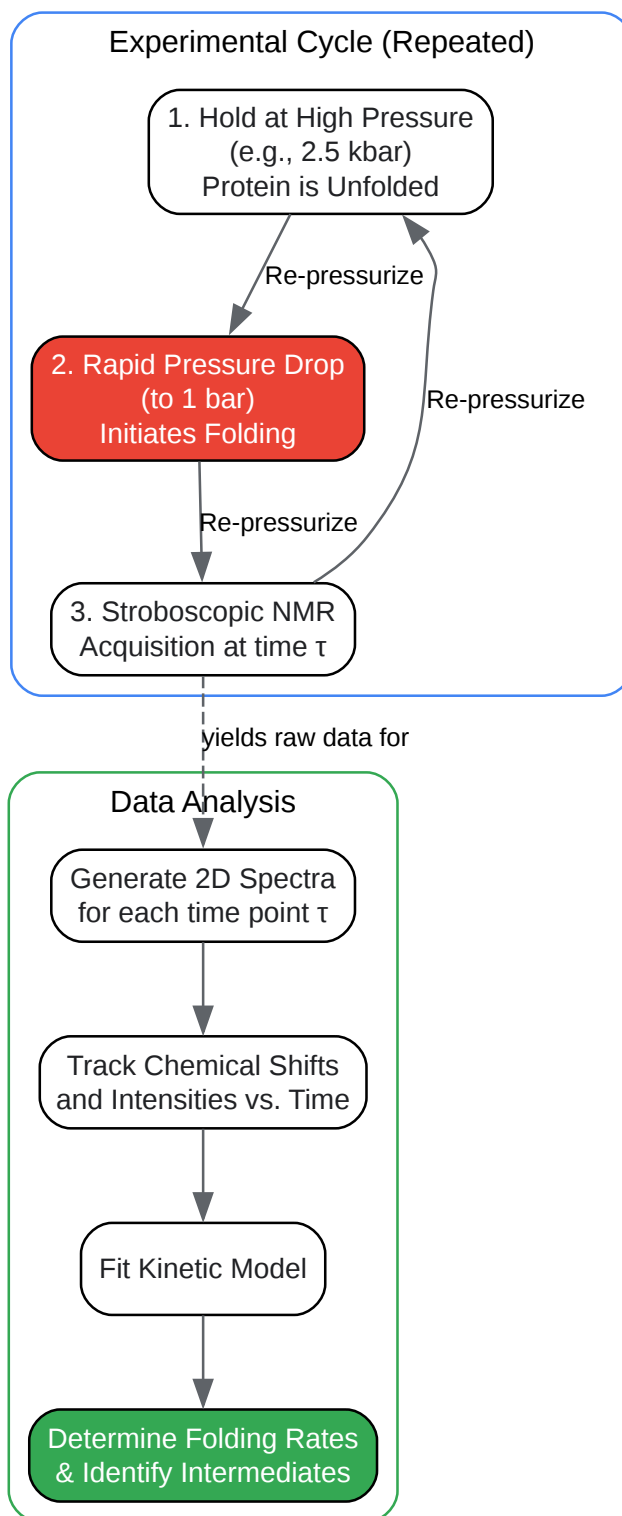 Experimental Cycle (Repeated)
1. Hold at High Pressure
(e.g., 2.5 kbar)
Protein is Unfolded
Re-pressurize
2. Rapid Pressure Drop
(to 1 bar)
Initiates Folding
Re-pressurize
Re-pressurize
3. Stroboscopic NMR
Acquisition at time τ
yields raw data for
Data Analysis
Generate 2D Spectra
for each time point τ
Track Chemical Shifts
and Intensities vs. Time
Fit Kinetic Model
Determine Folding Rates
& Identify Intermediates